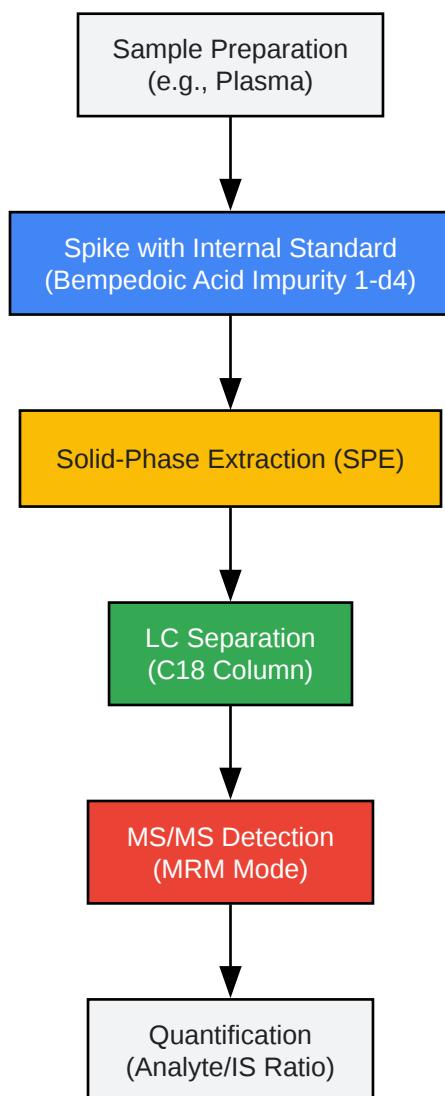 Sample Preparation
(e.g., Plasma)
Spike with Internal Standard
(Bempedoic Acid Impurity 1-d4)
Solid-Phase Extraction (SPE)
LC Separation
(C18 Column)
MS/MS Detection
(MRM Mode)
Quantification
(Analyte/IS Ratio)